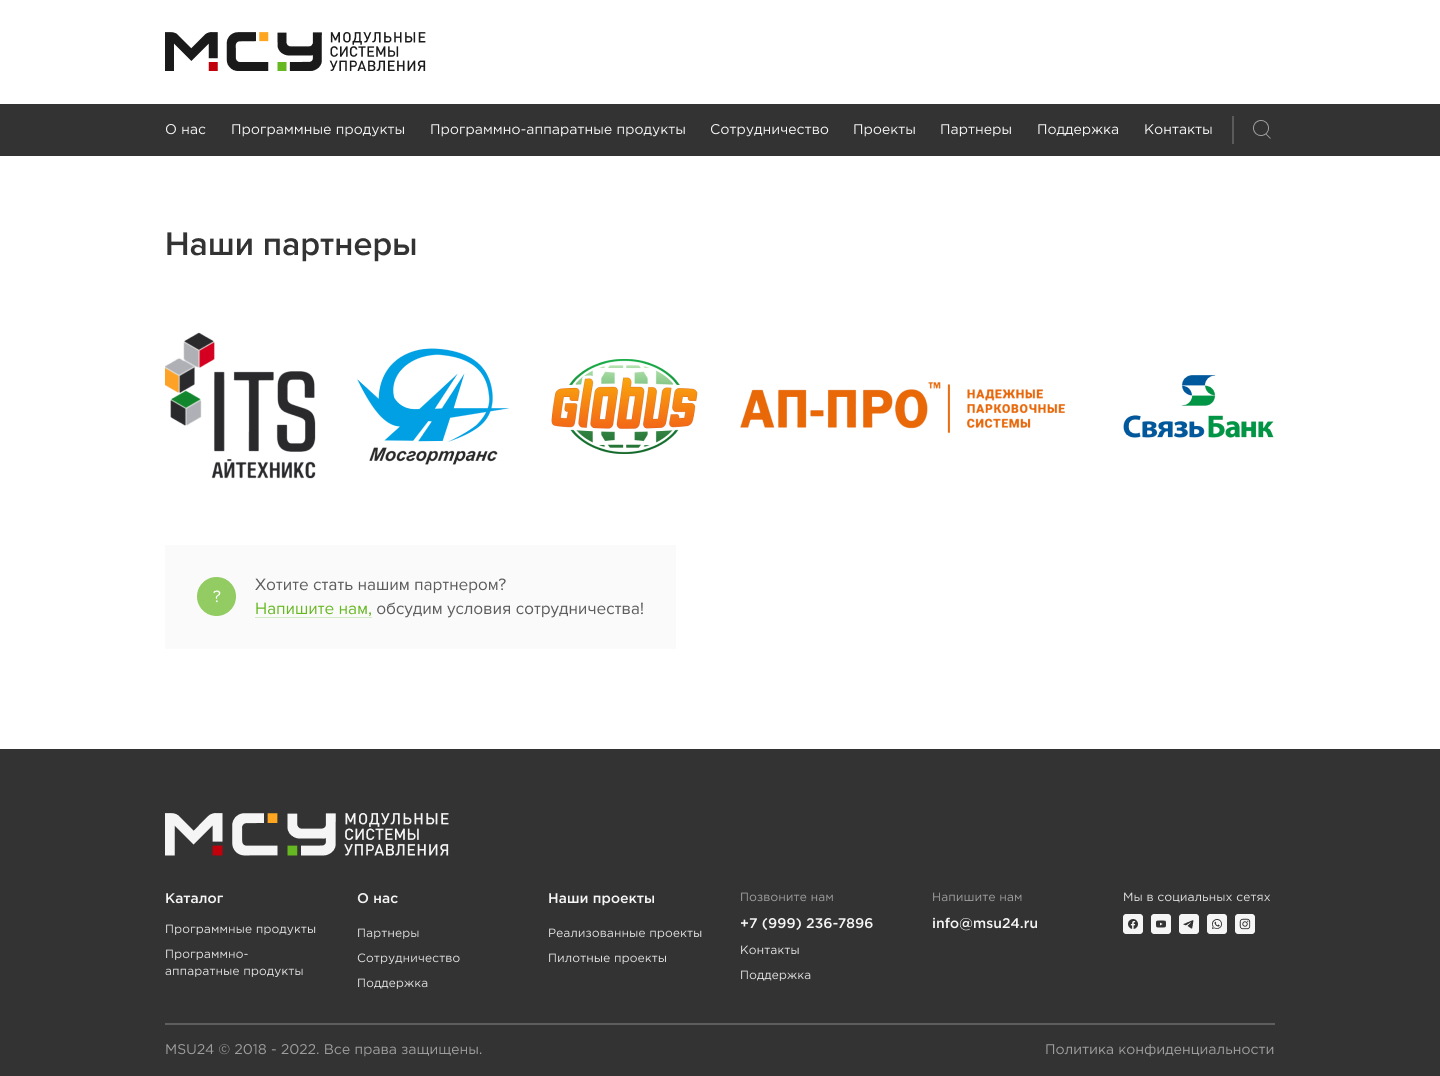 МСУ МОДУЛЬНЫЕ
СИСТЕМЫ
УПРАВЛЕНИЯ
О нас Программные продукты Программно-аппаратные продукты Сотрудничество Проекты Партнеры Поддержка Контакты
Наши партнеры
ITS
АЙТЕХНИКС
Мосгортранс
Globus
АП-ПРО™
НАДЕЖНЫЕ
ПАРКОВОЧНЫЕ
СИСТЕМЫ
СвязьБанк
?
Хотите стать нашим партнером?
Напишите нам, обсудим условия сотрудничества!
МСУ МОДУЛЬНЫЕ
СИСТЕМЫ
УПРАВЛЕНИЯ
Каталог
Программные продукты
Программно-
аппаратные продукты
О нас
Партнеры
Сотрудничество
Поддержка
Наши проекты
Реализованные проекты
Пилотные проекты
Позвоните нам
+7 (999) 236-7896
Контакты
Поддержка
Напишите нам
info@msu24.ru
Мы в социальных сетях
MSU24 © 2018 - 2022. Все права защищены.
Политика конфиденциальности